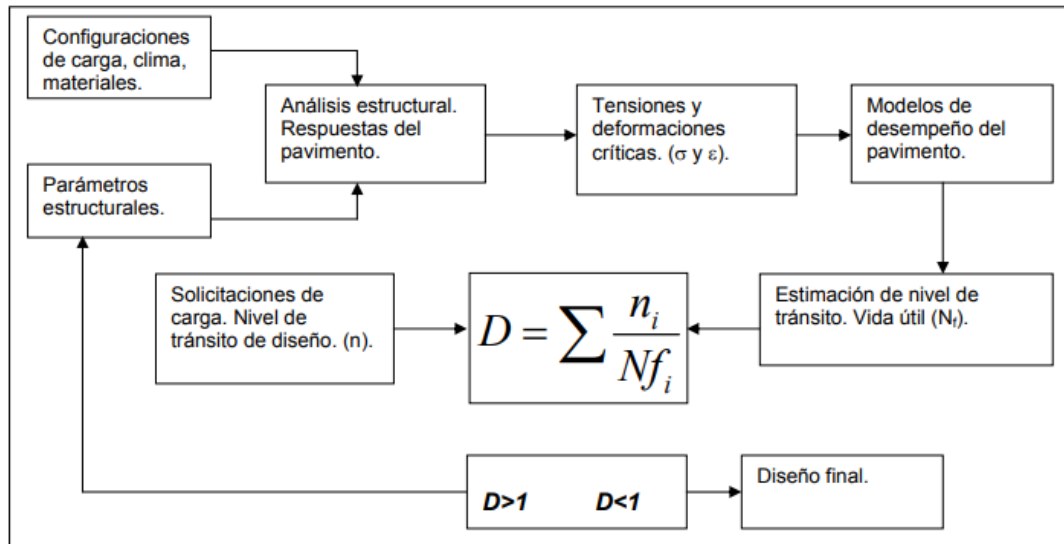 Configuraciones
de carga, clima,
materiales.
Análisis estructural.
Respuestas del
pavimento.
Tensiones y
deformaciones
críticas. (σ y ε).
Modelos de
desempeño del
pavimento.
Parámetros
estructurales.
Solicitaciones de
carga. Nivel de
tránsito de diseño. (n).
D = ∑ n_i / Nf_i
Estimación de nivel de
tránsito. Vida útil (N_f).
D>1 D<1
Diseño final.